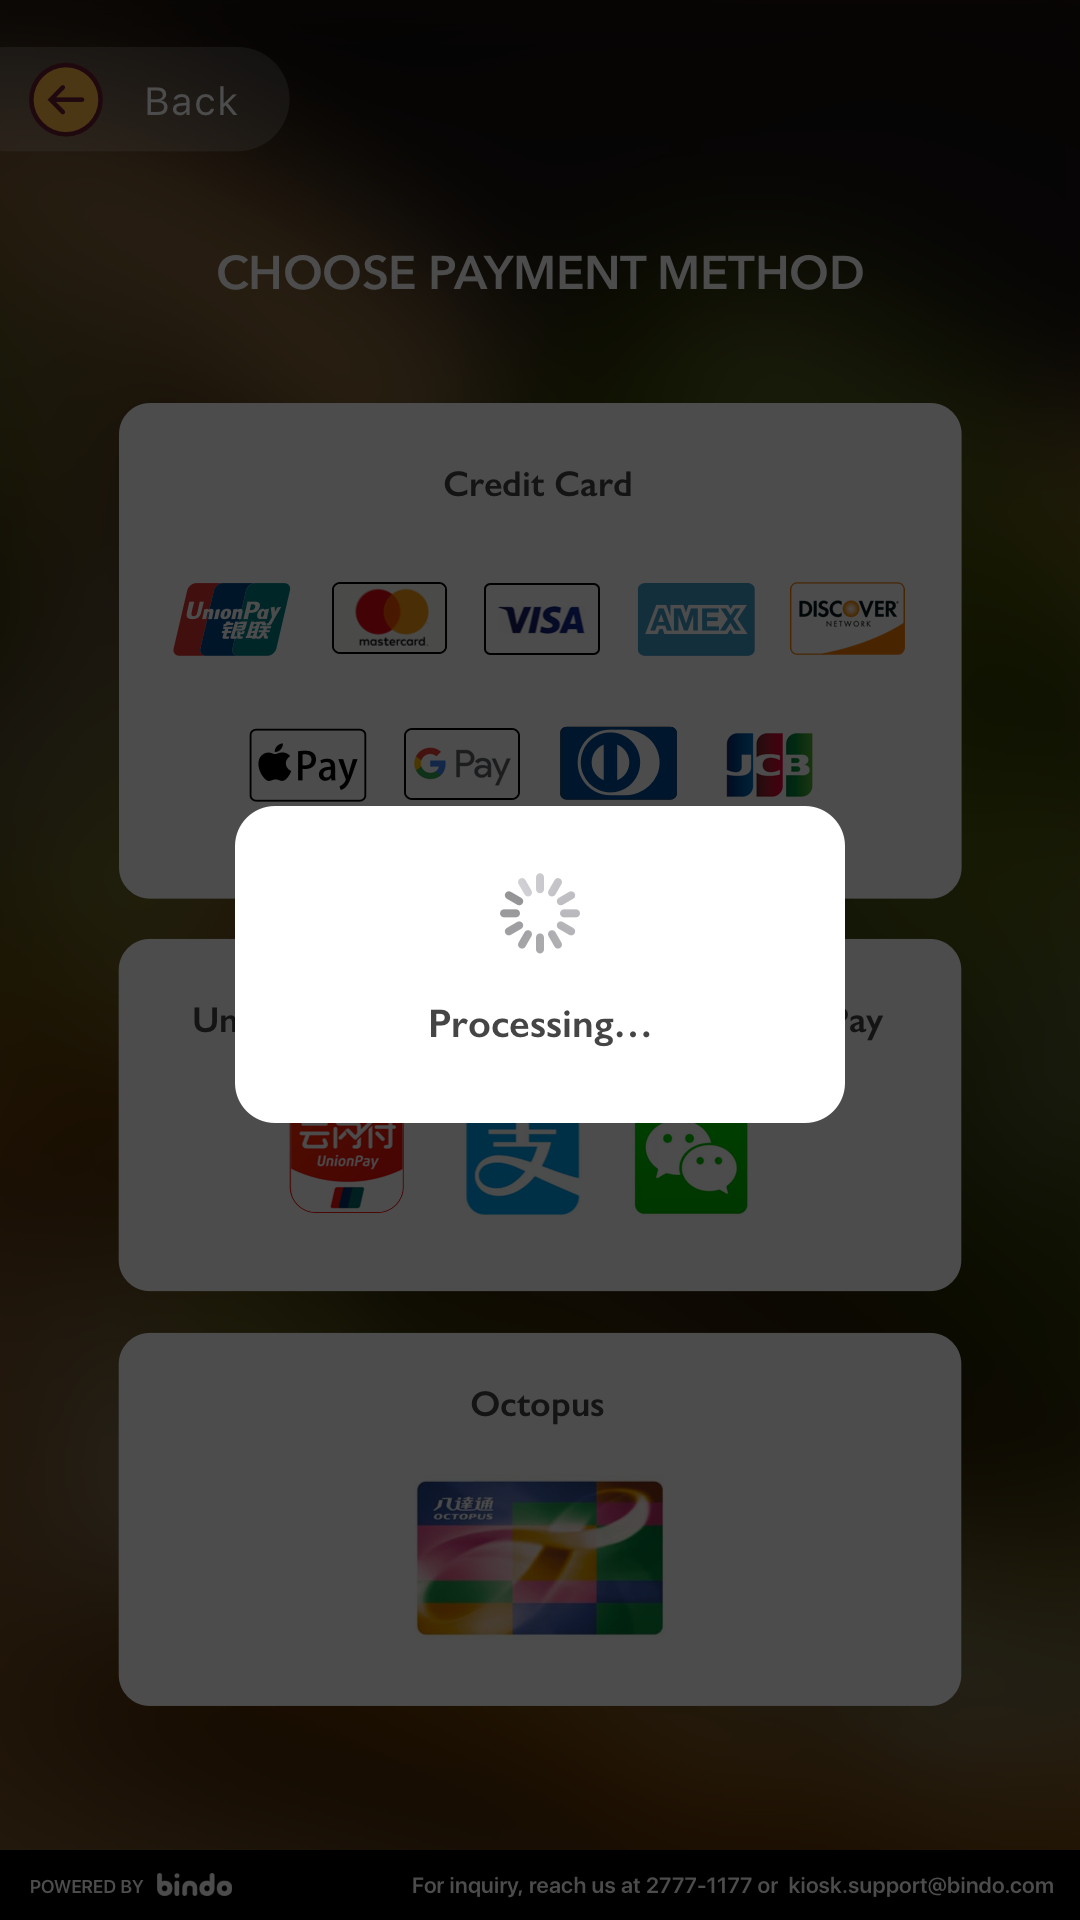 Back
CHOOSE PAYMENT METHOD
Credit Card
UnionPay
银联
mastercard
VISA
AMEX
DISCOVER
NETWORK
Pay
G Pay
JCB
Processing...
Pay
云闪付
UnionPay
支
Octopus
八達通
OCTOPUS
POWERED BY bindo
For inquiry, reach us at 2777-1177 or kiosk.support@bindo.com